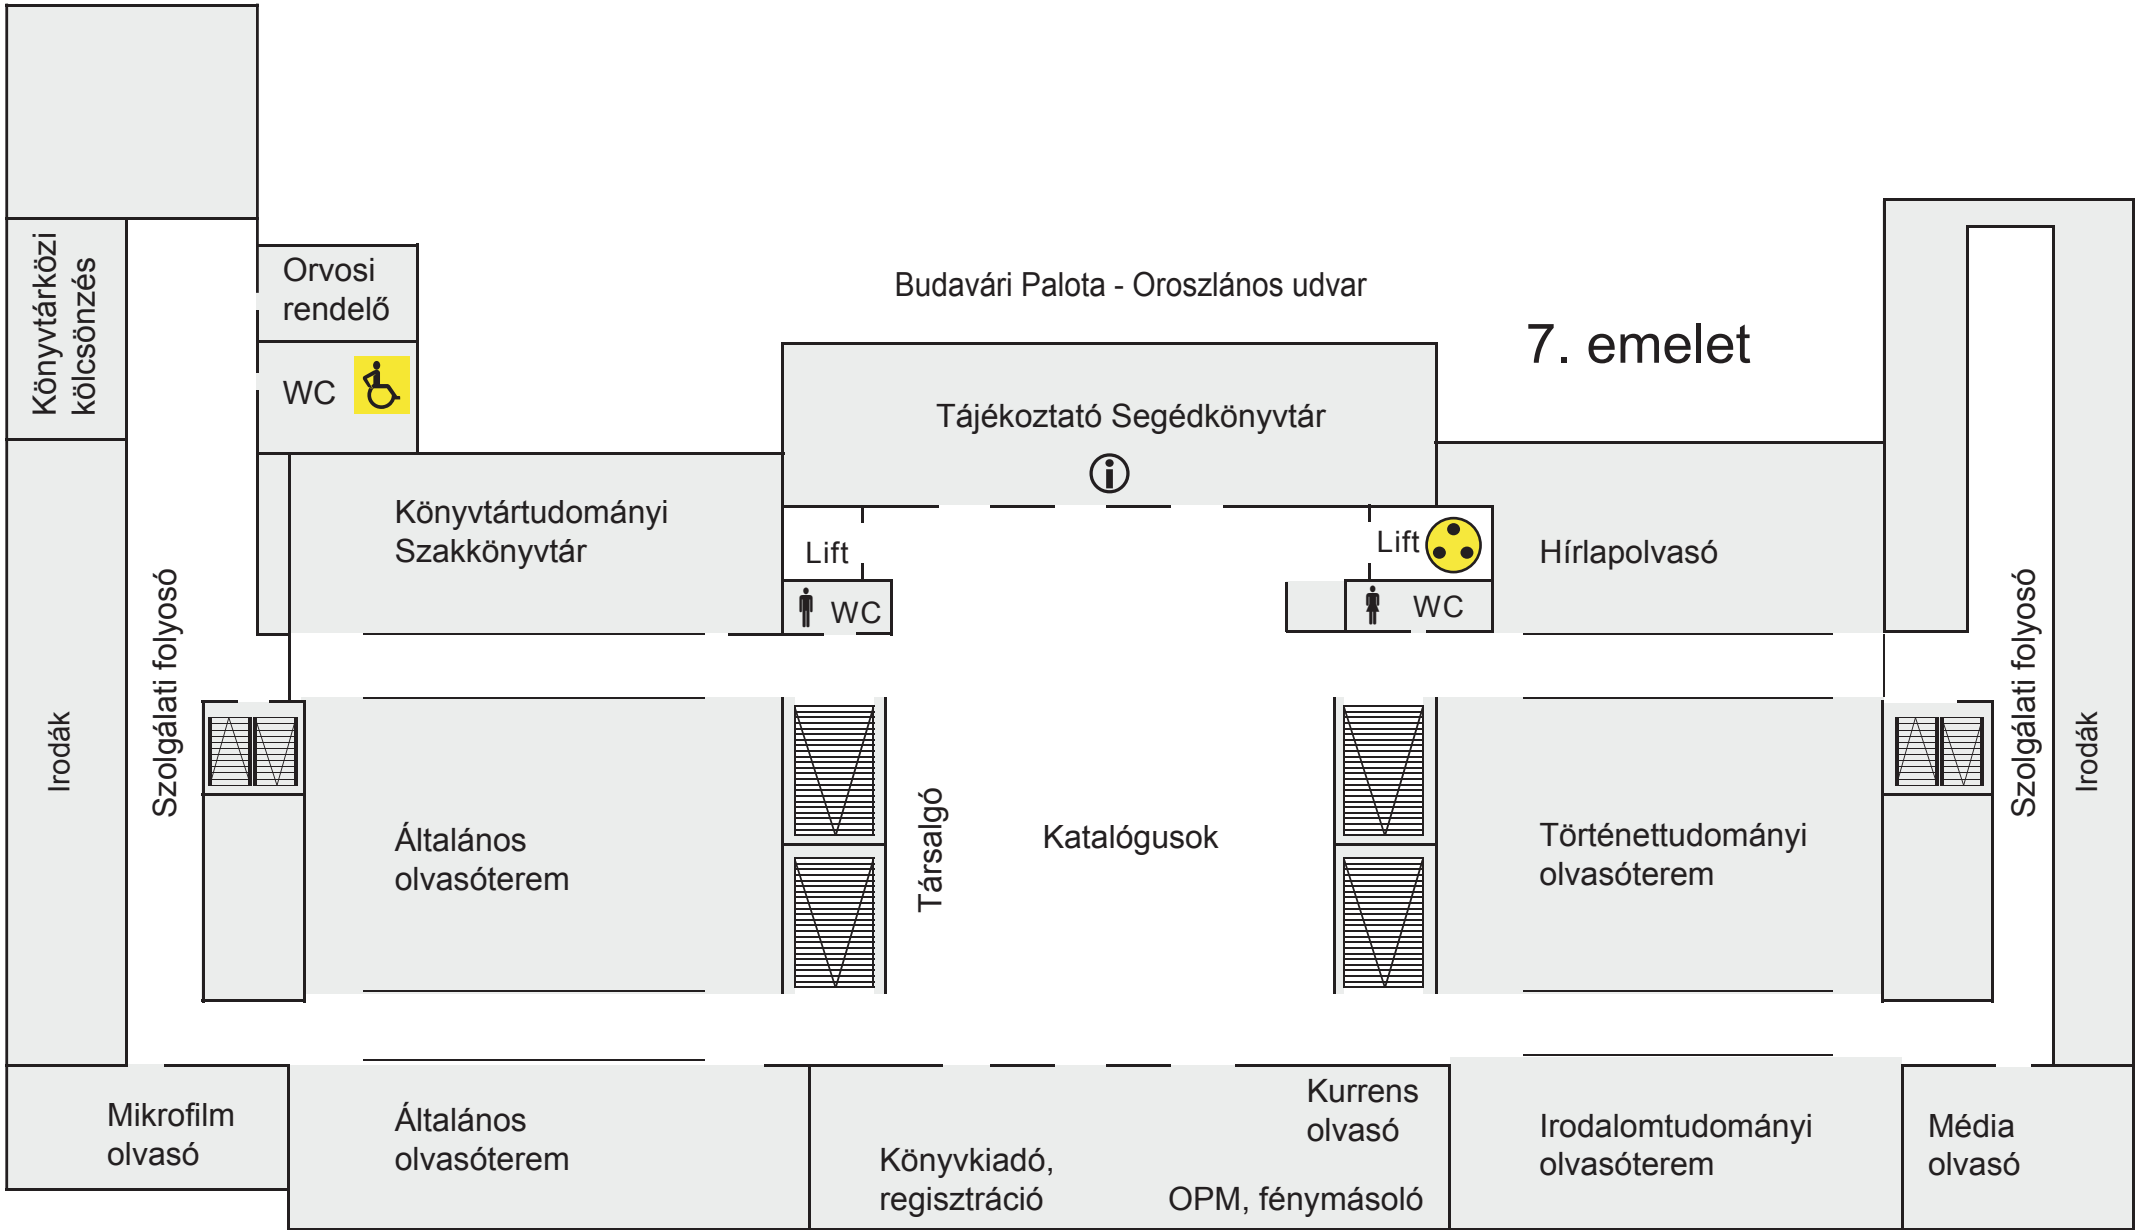 Budavári Palota - Oroszlános udvar
7. emelet
Könyvtárközi
kölcsönzés
Orvosi
rendelő
WC
Tájékoztató Segédkönyvtár
Könyvtártudományi
Szakkönyvtár
Lift
WC
Lift
WC
Hírlapolvasó
Irodák
Szolgálati folyosó
Általános
olvasóterem
Társalgó
Katalógusok
Történettudományi
olvasóterem
Szolgálati folyosó
Irodák
Mikrofilm
olvasó
Általános
olvasóterem
Könyvkiadó,
regisztráció
Kurrens
olvasó
OPM, fénymásoló
Irodalomtudományi
olvasóterem
Média
olvasó